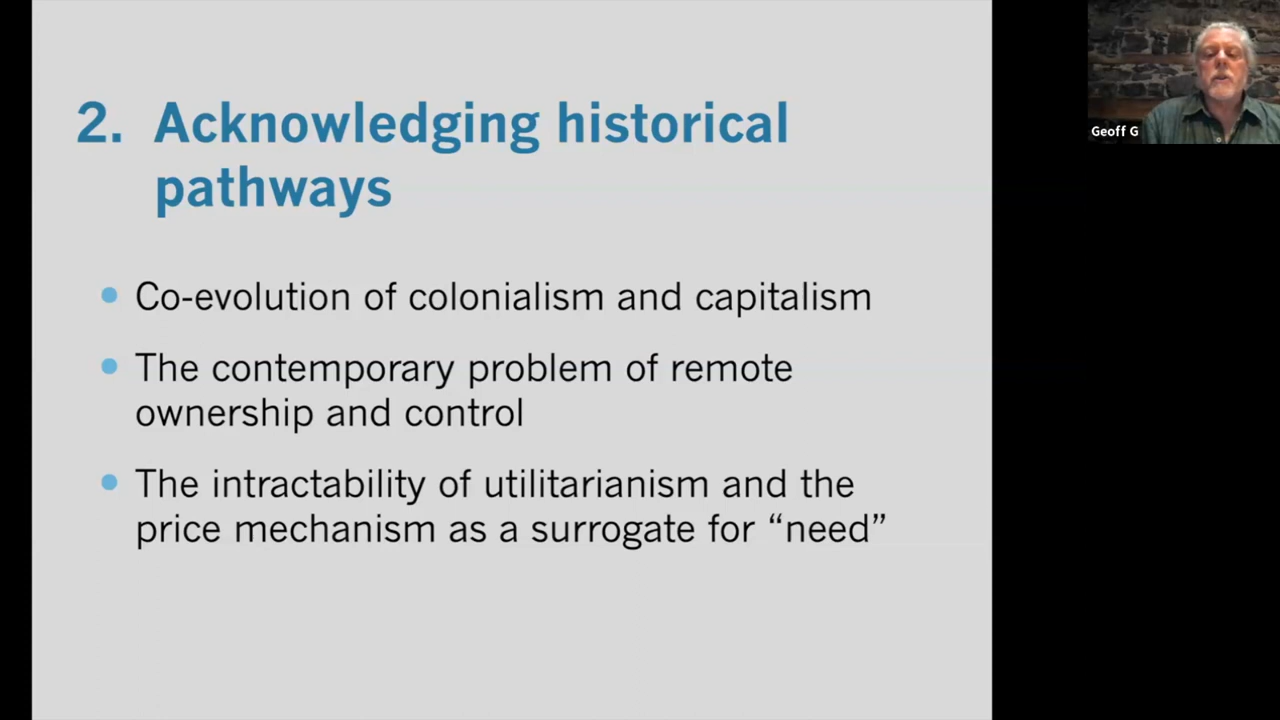 2. Acknowledging historical
pathways
• Co-evolution of colonialism and capitalism
• The contemporary problem of remote
ownership and control
• The intractability of utilitarianism and the
price mechanism as a surrogate for “need”
Geoff G